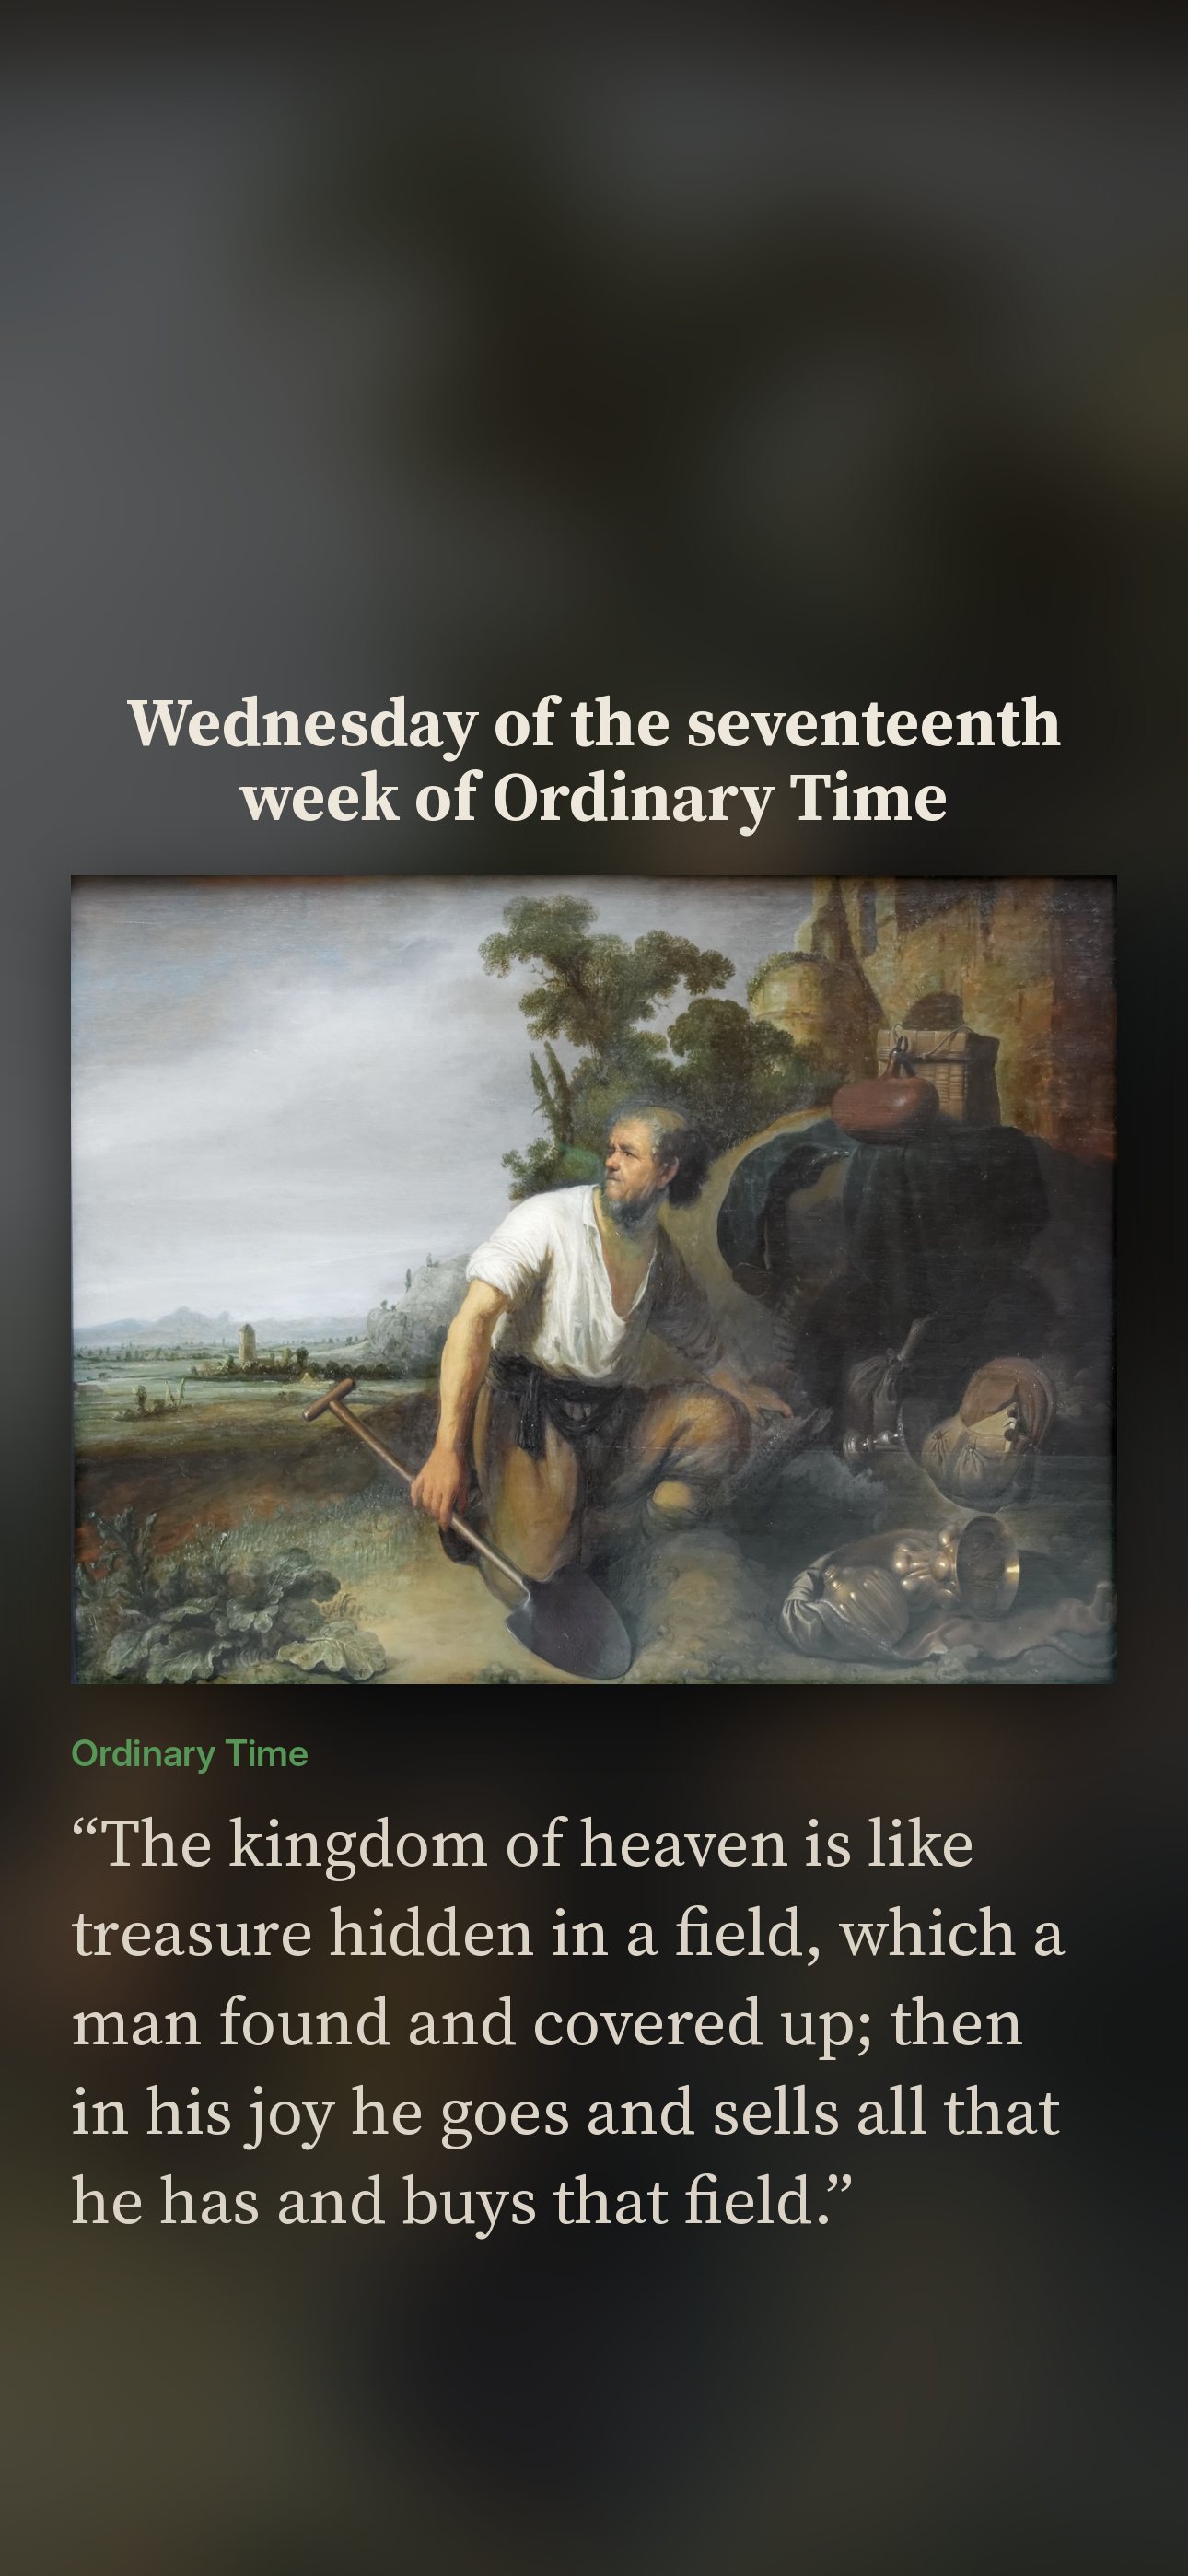 Wednesday of the seventeenth
week of Ordinary Time
Ordinary Time
“The kingdom of heaven is like
treasure hidden in a field, which a
man found and covered up; then
in his joy he goes and sells all that
he has and buys that field.”